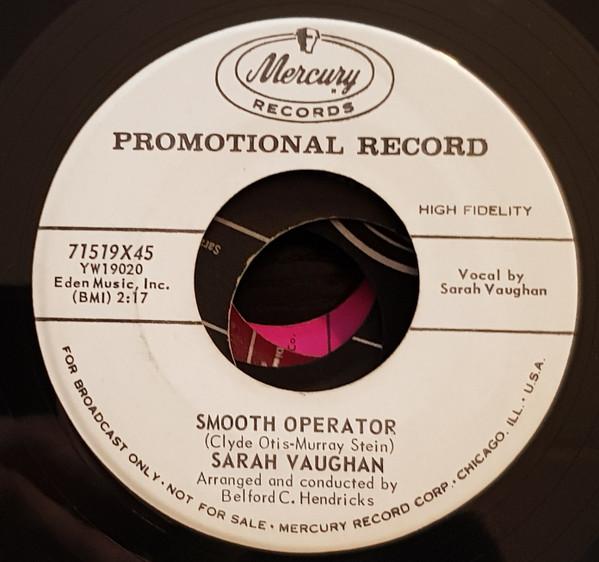 Mercury
RECORDS
PROMOTIONAL RECORD
HIGH FIDELITY
71519X45
YW19020
Eden Music, Inc.
(BMI) 2:17
Vocal by
Sarah Vaughan
SMOOTH OPERATOR
(Clyde Otis-Murray Stein)
SARAH VAUGHAN
Arranged and conducted by
Belford C. Hendricks
FOR BROADCAST ONLY • NOT FOR SALE • MERCURY RECORD CORP. • CHICAGO, ILL. • U.S.A.